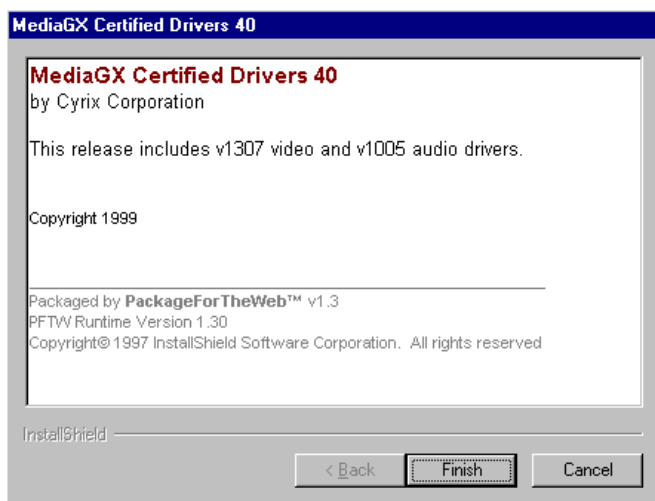 MediaGX Certified Drivers 40
MediaGX Certified Drivers 40
by Cyrix Corporation
This release includes v1307 video and v1005 audio drivers.
Copyright 1999
Packaged by PackageForTheWeb™ v1.3
PFTW Runtime Version 1.30
Copyright© 1997 InstallShield Software Corporation.  All rights reserved
InstallShield
< Back Finish Cancel